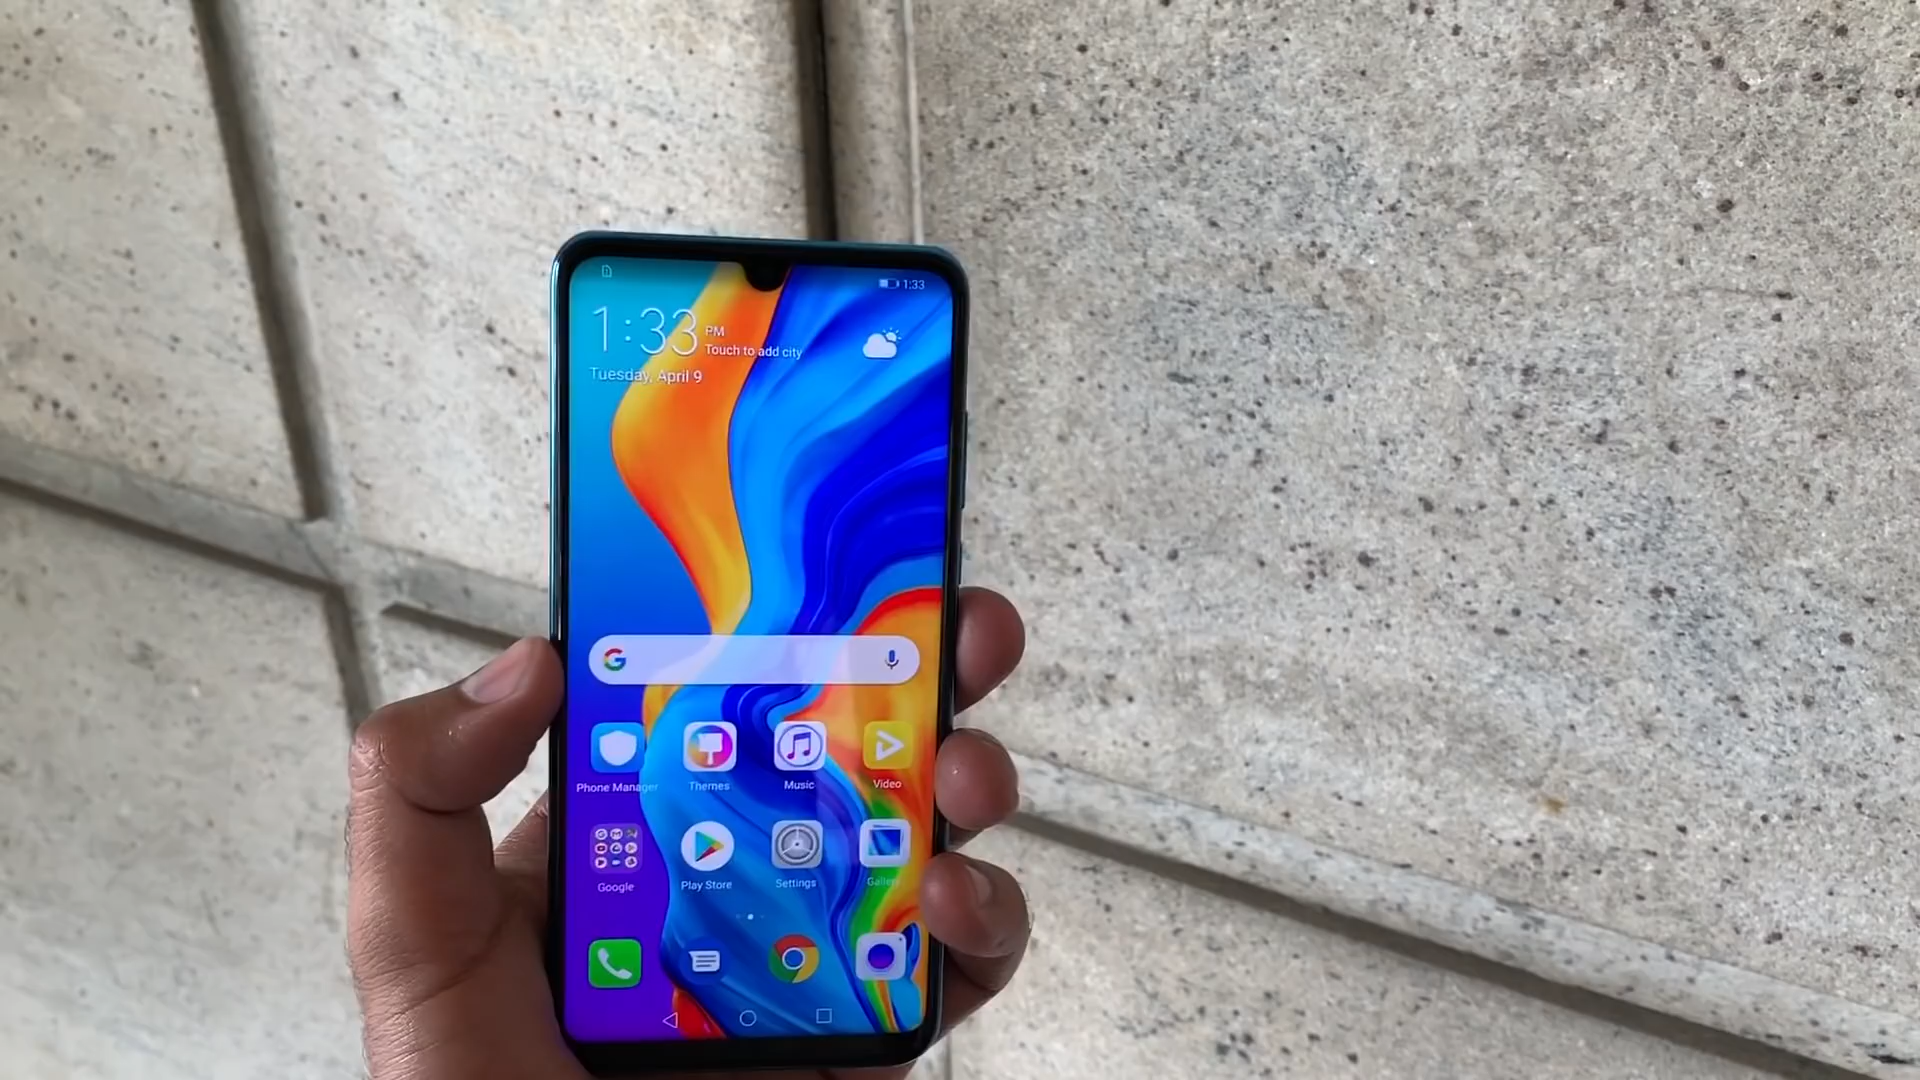 1:33
1:33 PM
Touch to add city
Tuesday, April 9
Phone Manager Themes Music Video
Google Play Store Settings Gallery